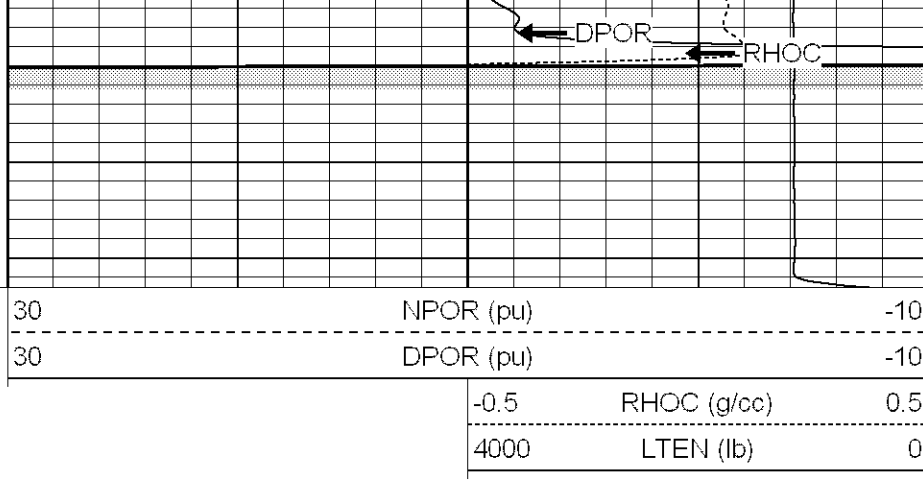 DPOR
RHOC
30 NPOR (pu) -10
30 DPOR (pu) -10
-0.5 RHOC (g/cc) 0.5
4000 LTEN (lb) 0